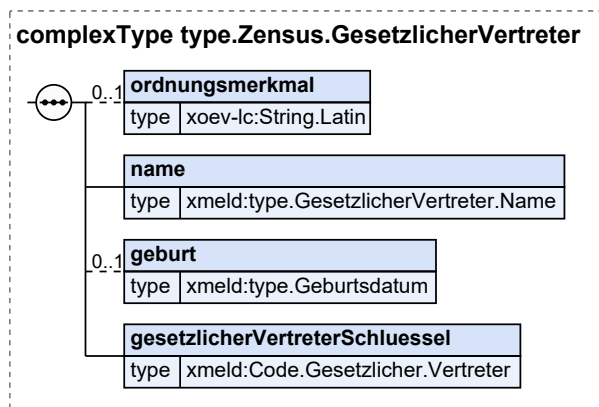 complexType type.Zensus.GesetzlicherVertreter
0..1 ordnungsmerkmal
type xoev-lc:String.Latin
name
type xmeld:type.GesetzlicherVertreter.Name
0..1 geburt
type xmeld:type.Geburtsdatum
gesetzlicherVertreterSchluessel
type xmeld:Code.Gesetzlicher.Vertreter